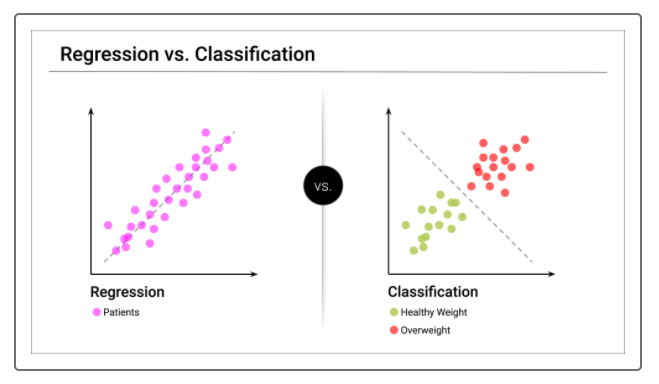 Regression vs. Classification
VS.
Regression
Patients
Classification
Healthy Weight
Overweight